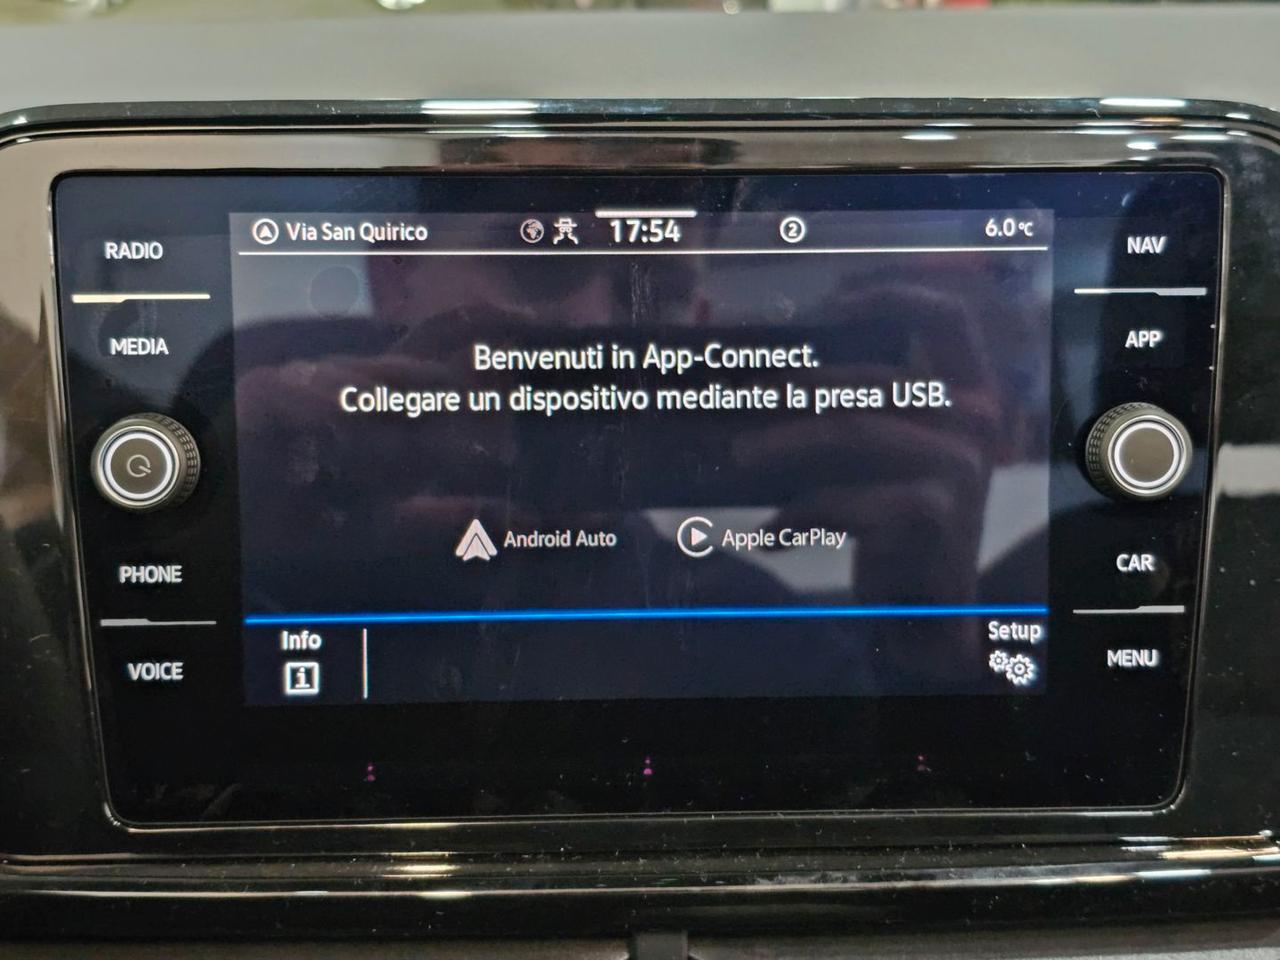 RADIO
MEDIA
PHONE
VOICE
Via San Quirico
17:54
2
6.0°C
Benvenuti in App-Connect.
Collegare un dispositivo mediante la presa USB.
Android Auto
Apple CarPlay
Info
i
Setup
NAV
APP
CAR
MENU